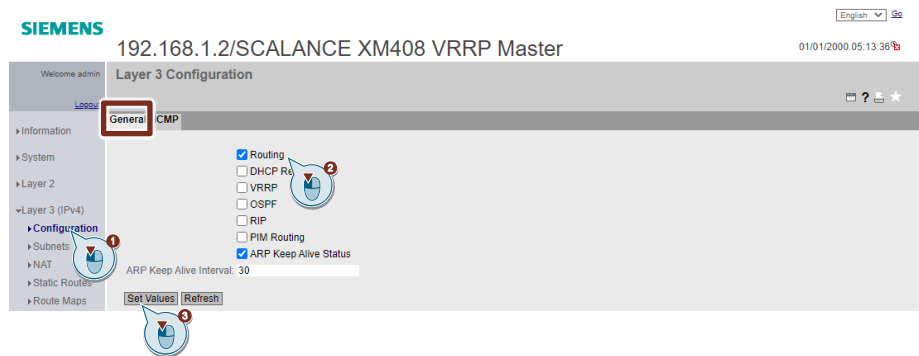 English Go
SIEMENS
192.168.1.2/SCALANCE XM408 VRRP Master
01/01/2000 05:13:36
Welcome admin
Layer 3 Configuration
Logout
?
General ICMP
Information
System
Layer 2
Layer 3 (IPv4)
Configuration
Subnets
NAT
Static Routes
Route Maps
Routing
2
DHCP Re
VRRP
OSPF
RIP
PIM Routing
1
ARP Keep Alive Status
ARP Keep Alive Interval: 30
Set Values Refresh
3